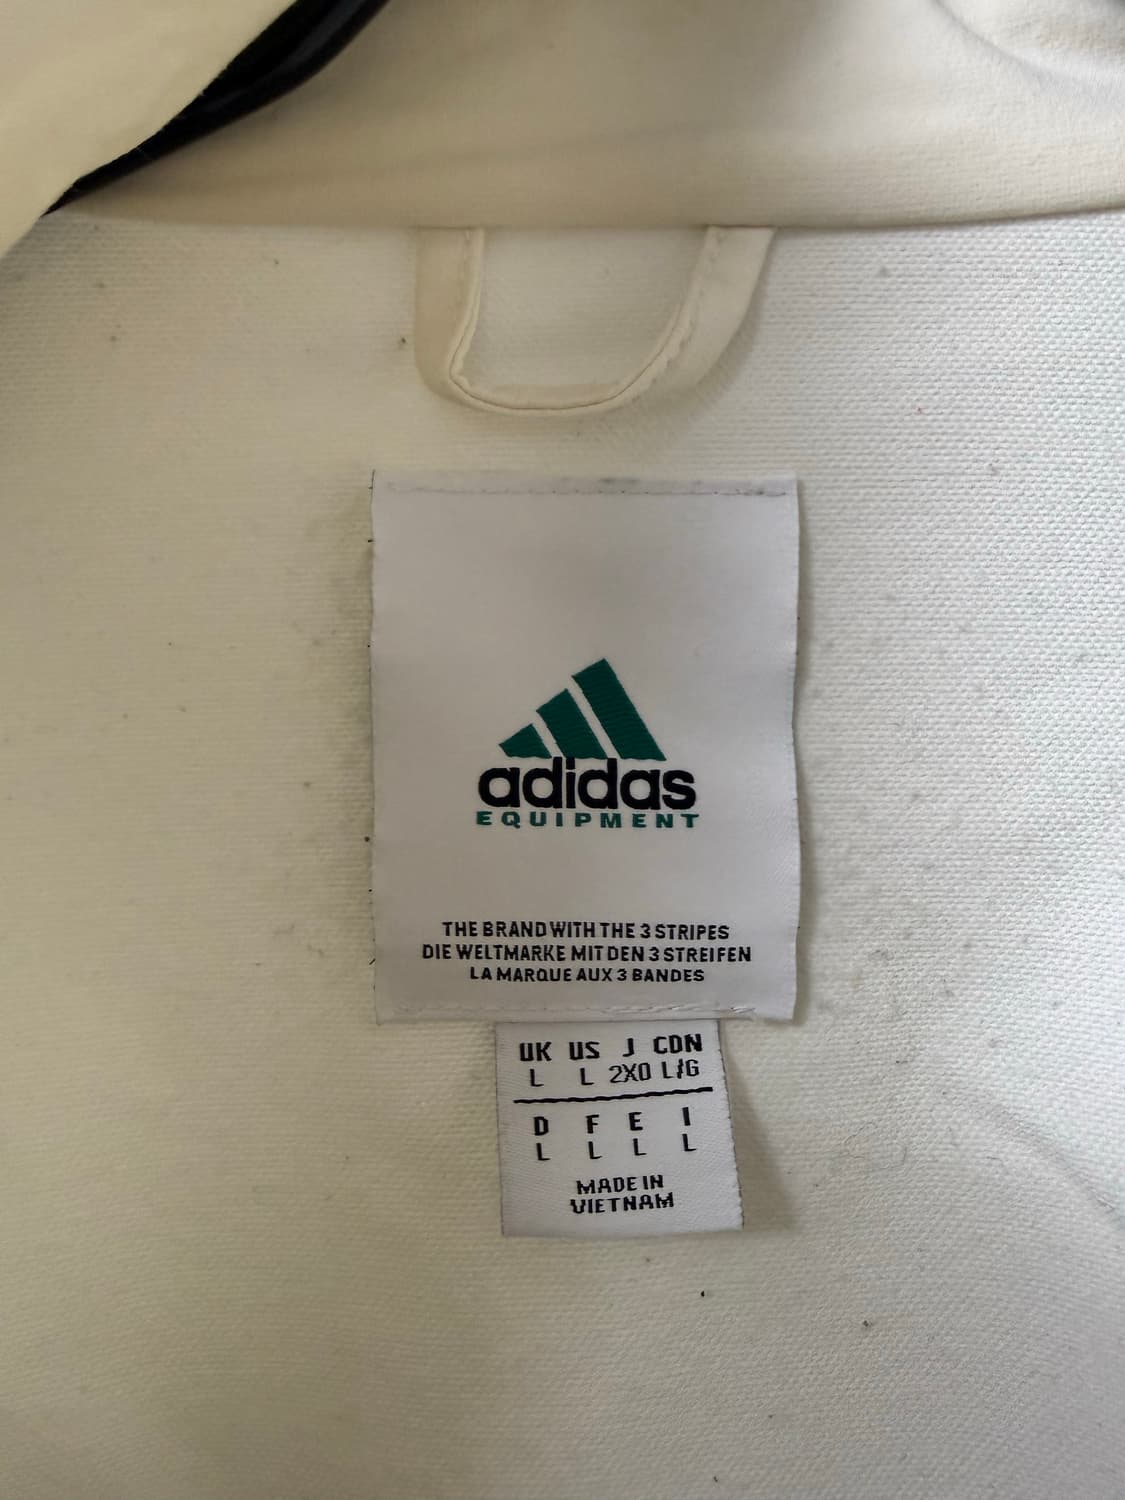 adidas
EQUIPMENT
THE BRAND WITH THE 3 STRIPES
DIE WELTMARKE MIT DEN 3 STREIFEN
LA MARQUE AUX 3 BANDES
UK US J CDN
L L 2XO L/G
D F E I
L L L L
MADE IN
VIETNAM